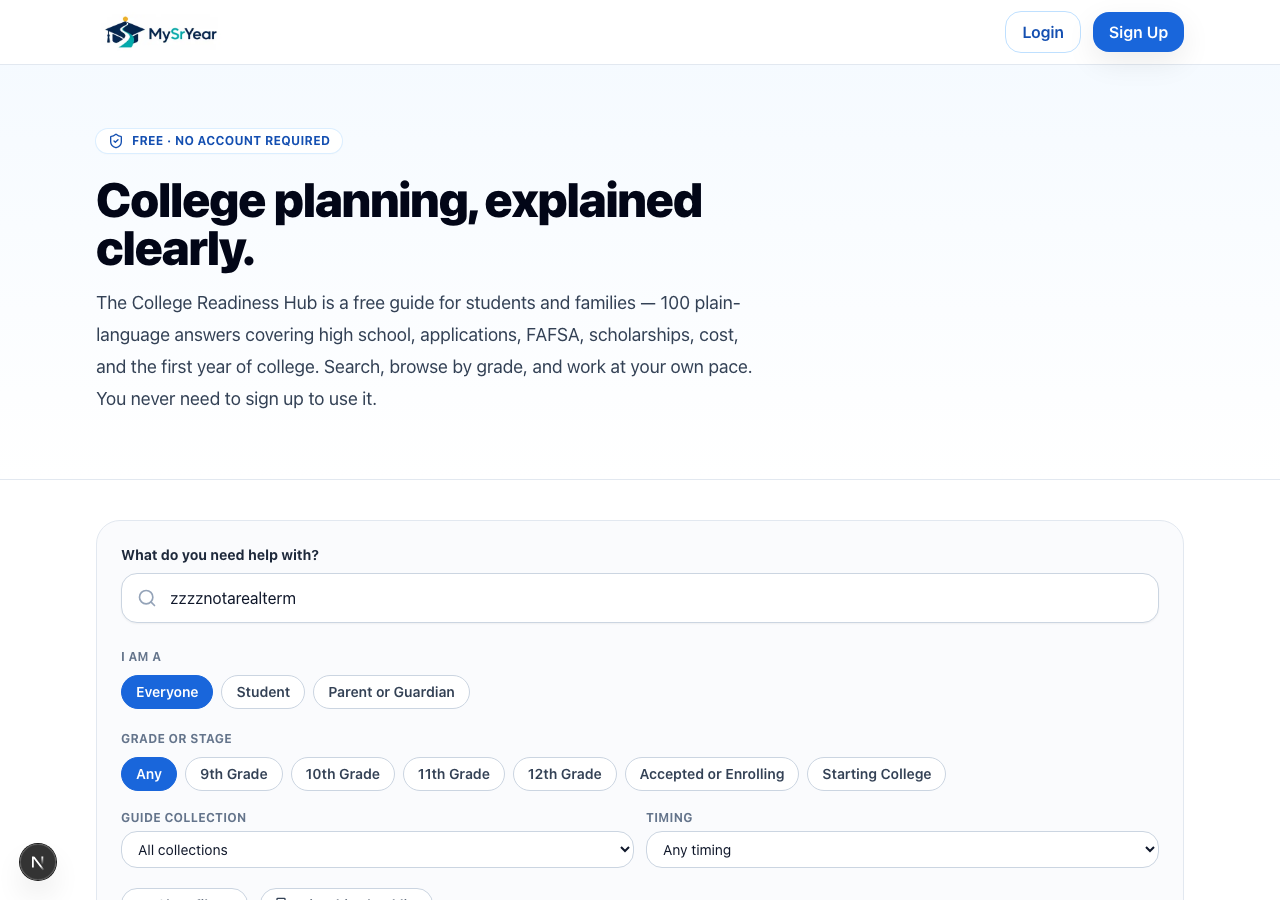 MySrYear
Login
Sign Up
FREE · NO ACCOUNT REQUIRED
College planning, explained
clearly.
The College Readiness Hub is a free guide for students and families — 100 plain-
language answers covering high school, applications, FAFSA, scholarships, cost,
and the first year of college. Search, browse by grade, and work at your own pace.
You never need to sign up to use it.
What do you need help with?
zzzznotarealterm
I AM A
Everyone
Student
Parent or Guardian
GRADE OR STAGE
Any
9th Grade
10th Grade
11th Grade
12th Grade
Accepted or Enrolling
Starting College
GUIDE COLLECTION
TIMING
All collections
Any timing
N